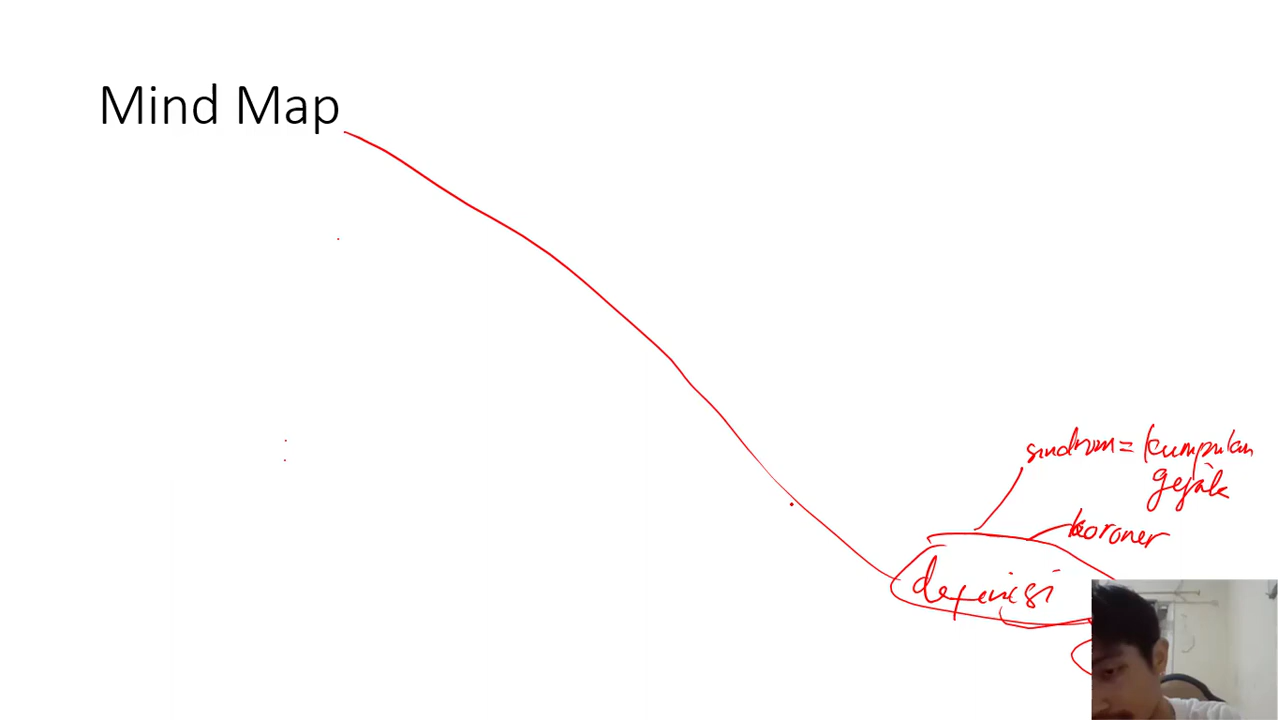 Mind Map
sindrom = kumpulan
gejala
koroner
definisi